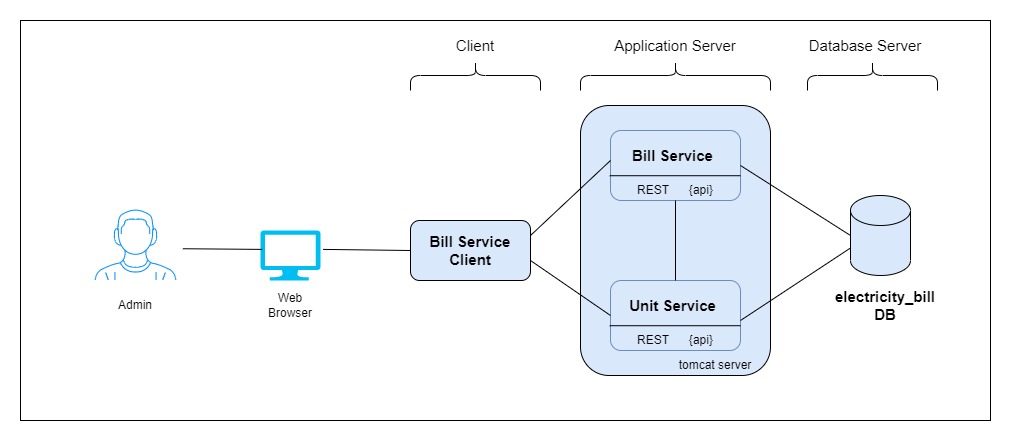 Client
Application Server
Database Server
Bill Service
REST {api}
Bill Service
Client
Admin
Web
Browser
Unit Service
REST {api}
tomcat server
electricity_bill
DB